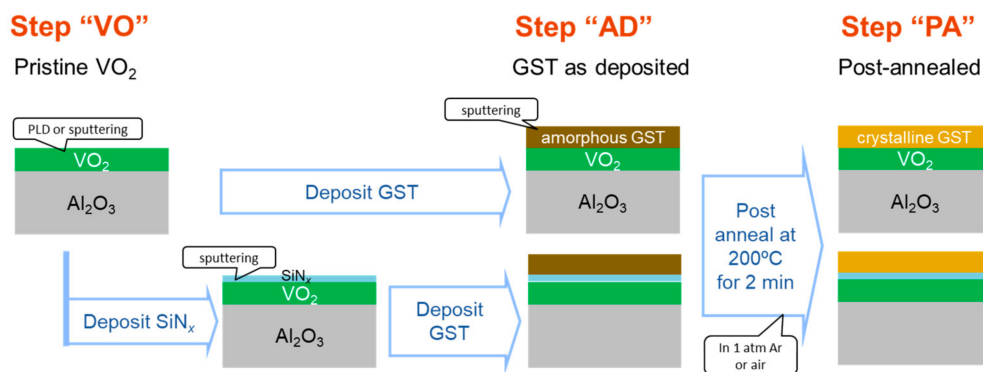 Step “VO”
Pristine VO₂
PLD or sputtering
VO₂
Al₂O₃
Deposit SiNₓ
sputtering
SiNₓ
VO₂
Al₂O₃
Deposit GST
Deposit
GST
Step “AD”
GST as deposited
sputtering
amorphous GST
VO₂
Al₂O₃
Post
anneal at
200ºC
for 2 min
In 1 atm Ar
or air
Step “PA”
Post-annealed
crystalline GST
VO₂
Al₂O₃